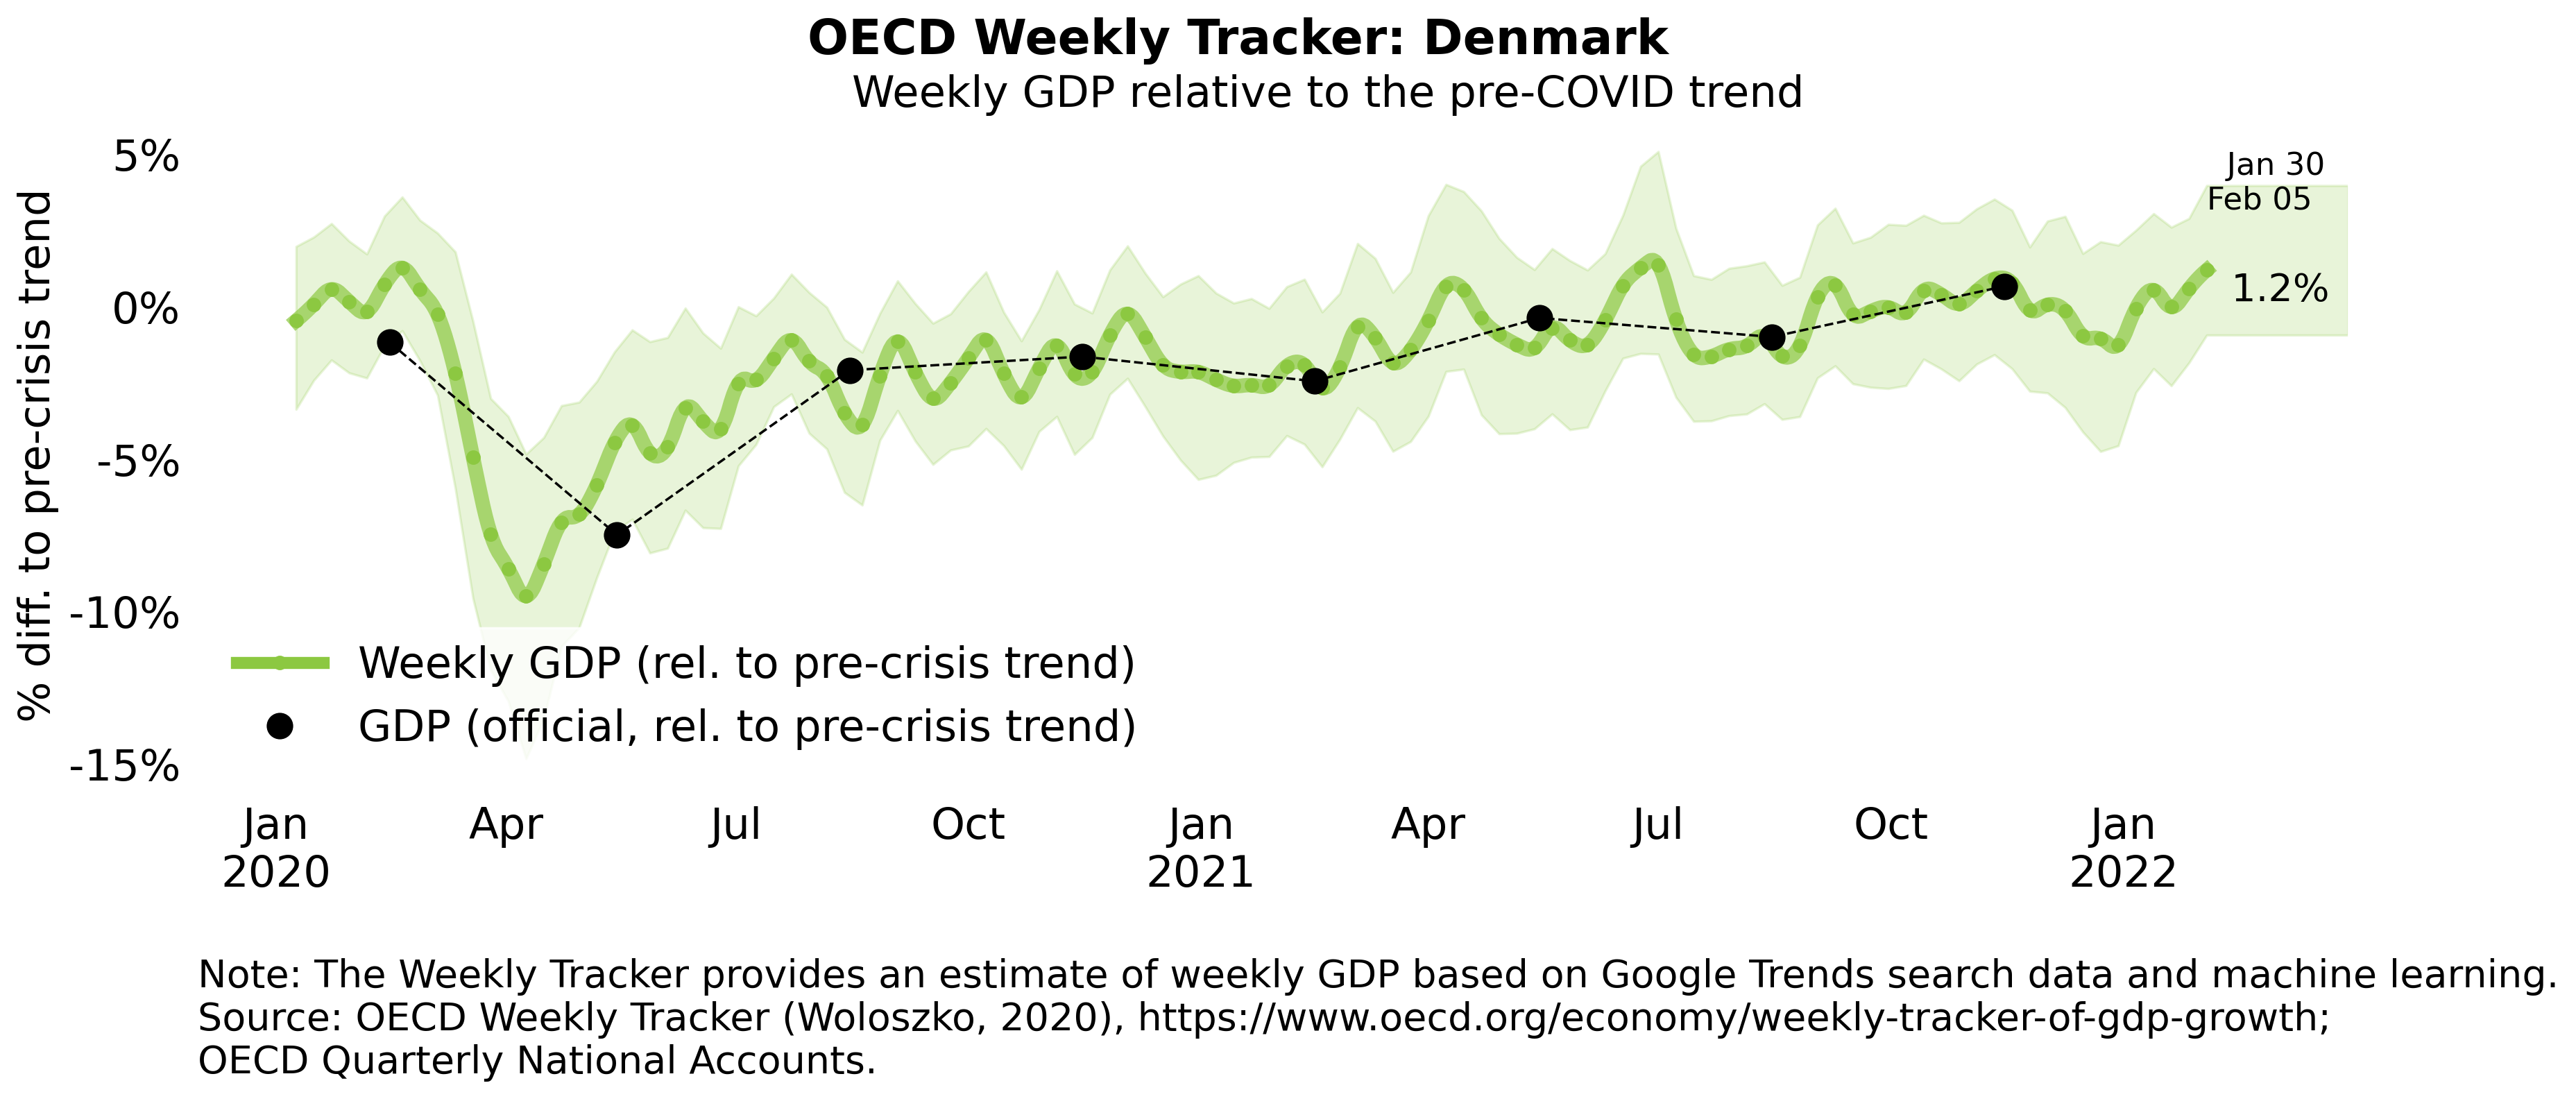 OECD Weekly Tracker: Denmark
Weekly GDP relative to the pre-COVID trend
% diff. to pre-crisis trend
5%
0%
-5%
-10%
-15%
Jan 30
Feb 05
1.2%
Weekly GDP (rel. to pre-crisis trend)
GDP (official, rel. to pre-crisis trend)
Jan Apr Jul Oct Jan Apr Jul Oct Jan
2020 2021 2022
Note: The Weekly Tracker provides an estimate of weekly GDP based on Google Trends search data and machine learning.
Source: OECD Weekly Tracker (Woloszko, 2020), https://www.oecd.org/economy/weekly-tracker-of-gdp-growth;
OECD Quarterly National Accounts.